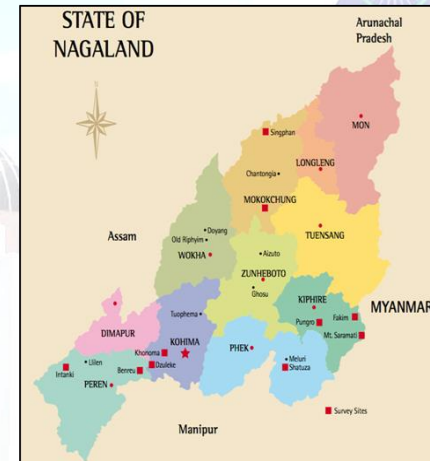 STATE OF
NAGALAND
Arunachal
Pradesh
Singphan
MON
LONGLENG
Chantongia
MOKOKCHUNG
Doyang
Old Riphyim
TUENSANG
Assam
WOKHA
Aizuto
ZUNHEBOTO
Ghosu
KIPHIRE
MYANMAR
Fakim
Pungro
Mt. Saramati
Tuophema
DIMAPUR
KOHIMA
PHEK
Khonoma
Meluri
Shatuza
Llilen
Intanki
Benreu
Dzuleke
PEREN
Survey Sites
Manipur